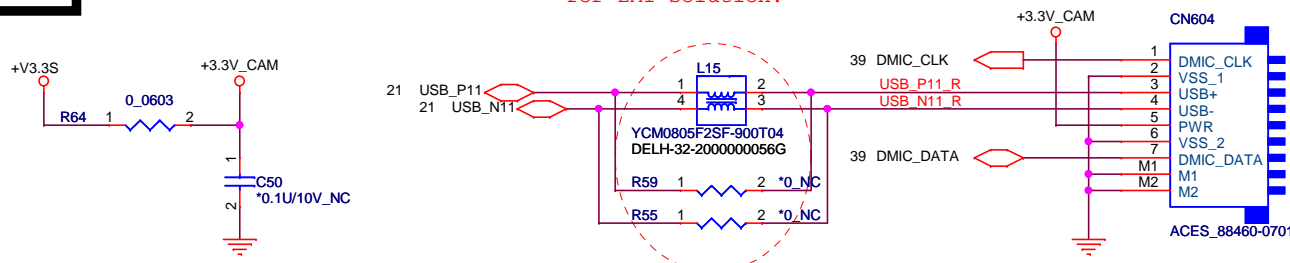 for EMI solution.
+V3.3S
+3.3V_CAM
0_0603
R64
1
2
1
C50
*0.1U/10V_NC
2
21 USB_P11
21 USB_N11
L15
1
2
4
3
YCM0805F2SF-900T04
DELH-32-2000000056G
R59
1
2
*0_NC
R55
1
2
*0_NC
USB_P11_R
USB_N11_R
+3.3V_CAM
39 DMIC_CLK
39 DMIC_DATA
CN604
1 DMIC_CLK
2 VSS_1
3 USB+
4 USB-
5 PWR
6 VSS_2
7 DMIC_DATA
M1 M1
M2 M2
ACES_88460-0701